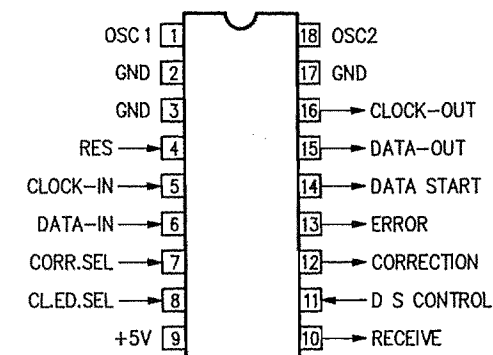 OSC1 1 18 OSC2
GND 2 17 GND
GND 3 16 CLOCK-OUT
RES 4 15 DATA-OUT
CLOCK-IN 5 14 DATA START
DATA-IN 6 13 ERROR
CORR.SEL 7 12 CORRECTION
CL.ED.SEL 8 11 D S CONTROL
+5V 9 10 RECEIVE